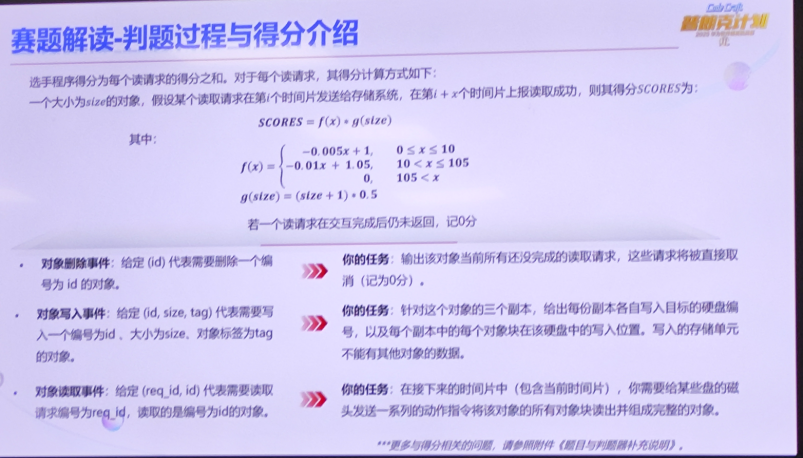 赛题解读-判题过程与得分介绍
选手程序得分为每个读请求的得分之和。对于每个读请求，其得分计算方式如下：
一个大小为size的对象，假设某个读取请求在第i个时间片发送给存储系统，在第i + x个时间片上报读取成功，则其得分SCORES为：
SCORES = f(x) * g(size)
其中：
f(x) = { -0.005x + 1, 0 ≤ x ≤ 10
-0.01x + 1.05, 10 < x ≤ 105
0, 105 < x
g(size) = (size + 1) * 0.5
若一个读请求在交互完成后仍未返回，记0分
• 对象删除事件：给定 (id) 代表需要删除一个编
号为 id 的对象。
你的任务：输出该对象当前所有还没完成的读取请求，这些请求将被直接取
消（记为0分）。
• 对象写入事件：给定 (id, size, tag) 代表需要写
入一个编号为id 、大小为size、对象标签为tag
的对象。
你的任务：针对这个对象的三个副本，给出每份副本各自写入目标的硬盘编
号，以及每个副本中的每个对象块在该硬盘中的写入位置。写入的存储单元
不能有其他对象的数据。
• 对象读取事件：给定 (req_id, id) 代表需要读取
请求编号为req_id，读取的是编号为id的对象。
你的任务：在接下来的时间片中（包含当前时间片），你需要给某些盘的磁
头发送一系列的动作指令将该对象的所有对象块读出并组成完整的对象。
***更多与得分相关的问题，请参照附件《题目与判题器补充说明》。